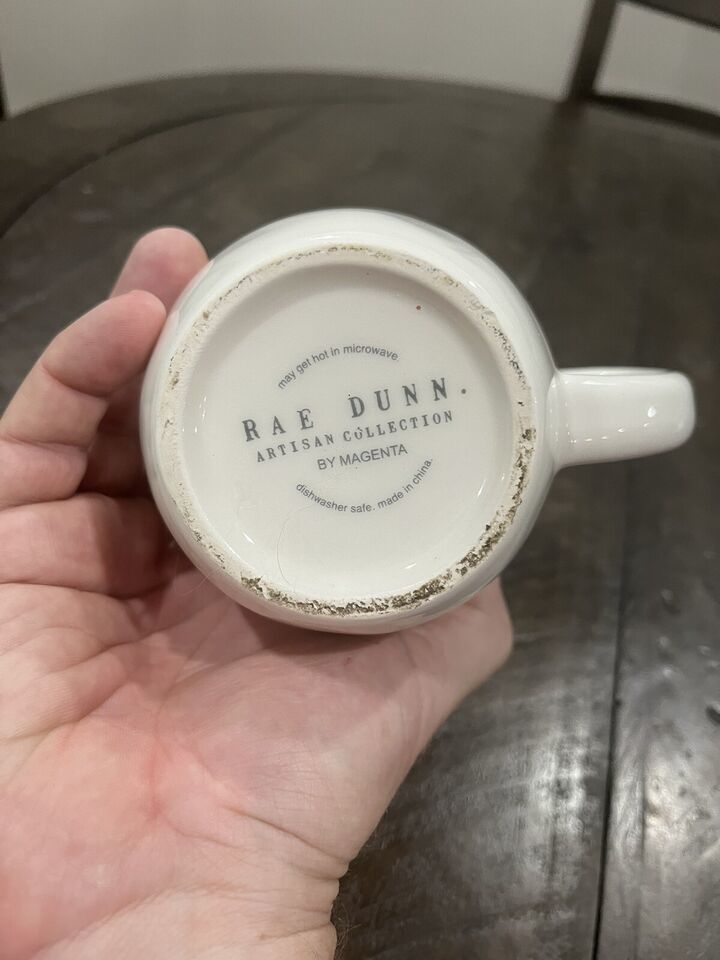 may get hot in microwave.
RAE DUNN.
ARTISAN COLLECTION
BY MAGENTA
dishwasher safe. made in china.